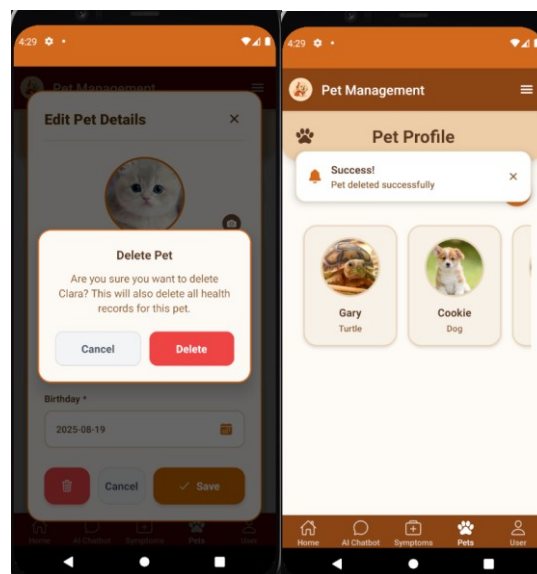 4:29
Pet Management
Edit Pet Details
Delete Pet
Are you sure you want to delete
Clara? This will also delete all health
records for this pet.
Cancel
Delete
Birthday *
2025-08-19
Cancel
Save
Home
AI Chatbot
Symptoms
Pets
User
4:29
Pet Management
Pet Profile
Success!
Pet deleted successfully
Gary
Turtle
Cookie
Dog
Home
AI Chatbot
Symptoms
Pets
User